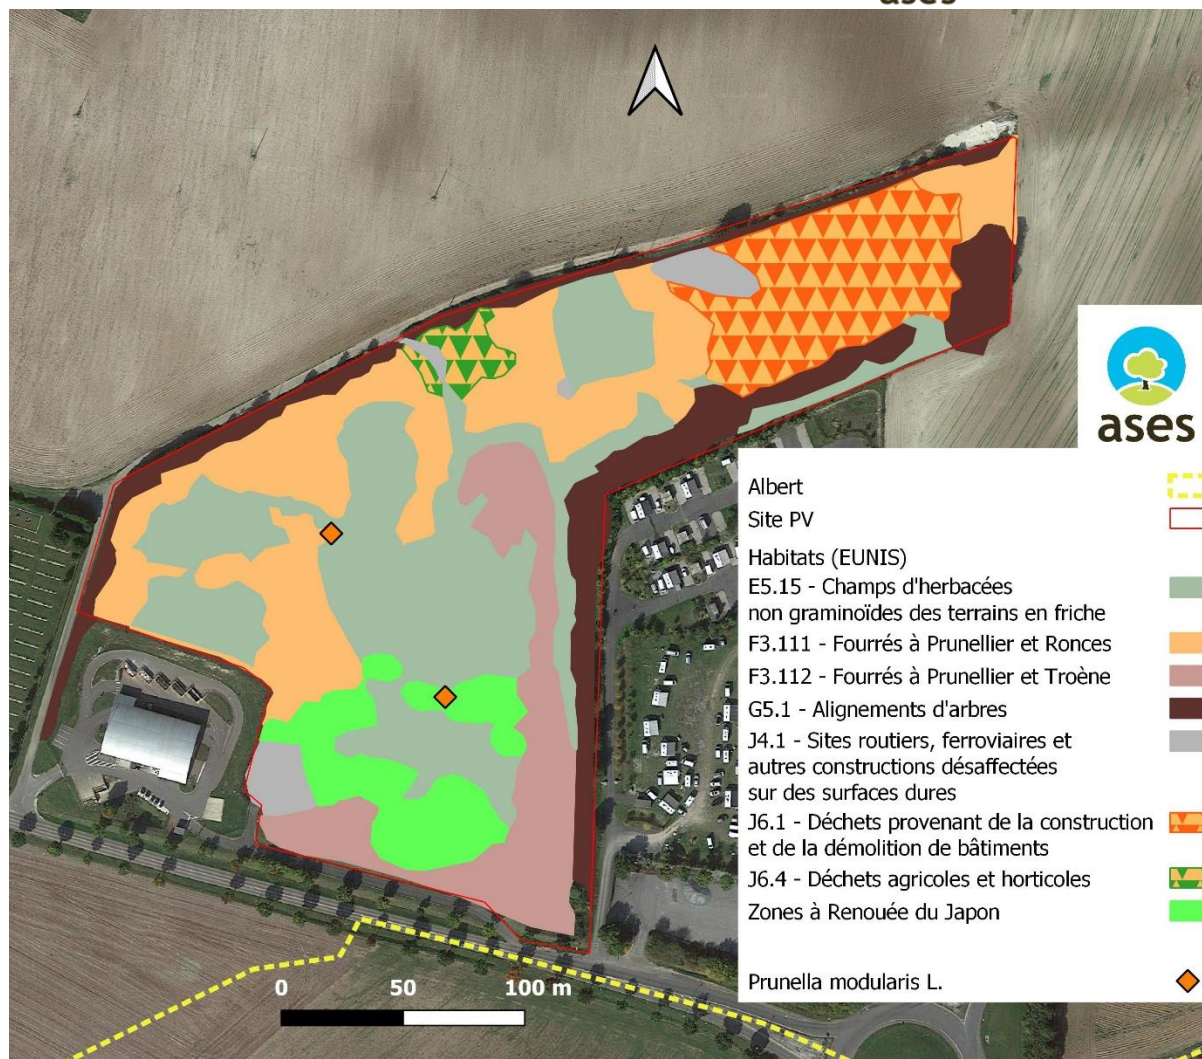 ases
ases
Albert
Site PV
Habitats (EUNIS)
E5.15 - Champs d'herbacées
non graminoïdes des terrains en friche
F3.111 - Fourrés à Prunellier et Ronces
F3.112 - Fourrés à Prunellier et Troène
G5.1 - Alignements d'arbres
J4.1 - Sites routiers, ferroviaires et
autres constructions désaffectées
sur des surfaces dures
J6.1 - Déchets provenant de la construction
et de la démolition de bâtiments
J6.4 - Déchets agricoles et horticoles
Zones à Renouée du Japon
Prunella modularis L.
0 50 100 m